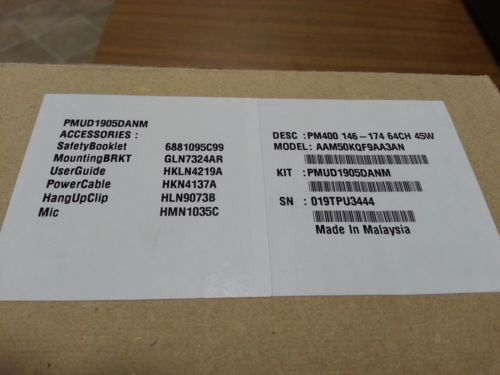 PMUD1905DANM
ACCESSORIES :
SafetyBooklet 6881095C99
MountingBRKT GLN7324AR
UserGuide HKLN4219A
PowerCable HKN4137A
HangUpClip HLN9073B
Mic HMN1035C
DESC : PM400 146-174 64CH 45W
MODEL: AAM50KQF9AA3AN
KIT : PMUD1905DANM
SN : 019TPU3444
Made In Malaysia